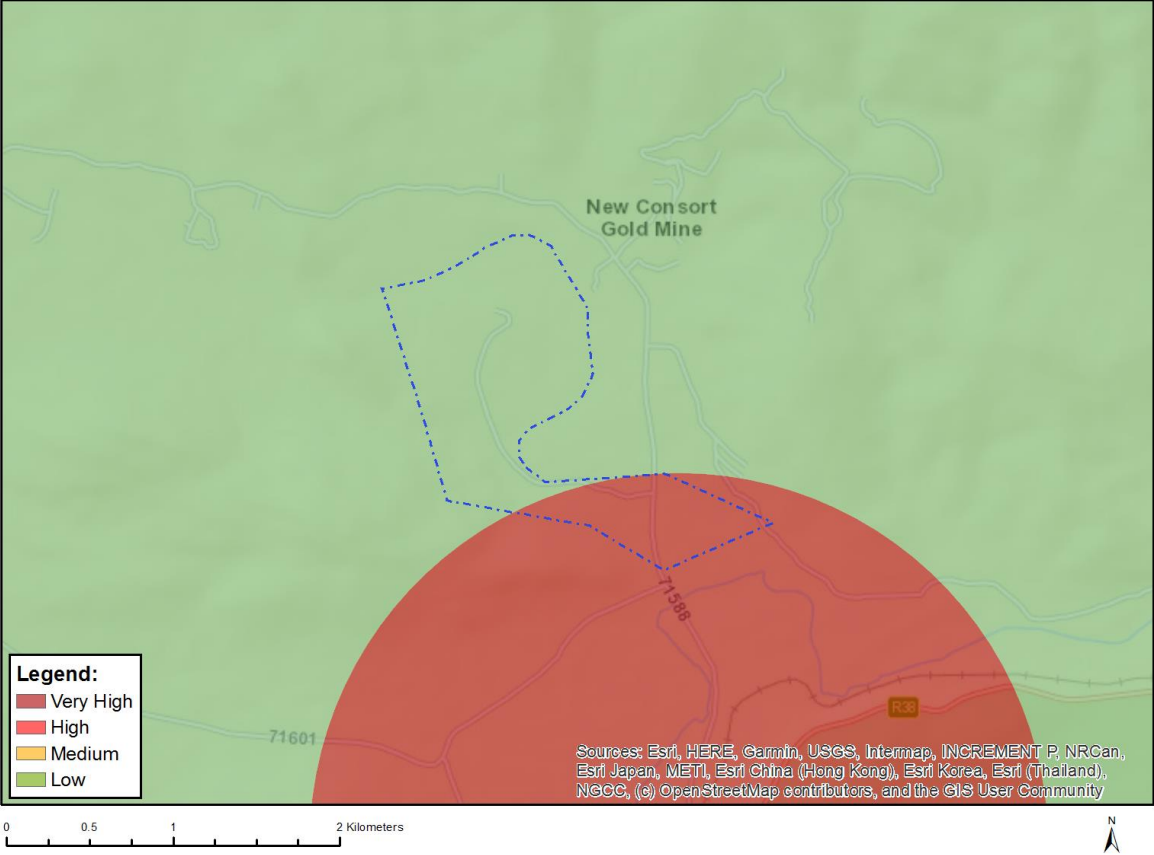 New Consort
Gold Mine
71586
R38
71601
Legend:
Very High
High
Medium
Low
Sources: Esri, HERE, Garmin, USGS, Intermap, INCREMENT P, NRCan,
Esri Japan, METI, Esri China (Hong Kong), Esri Korea, Esri (Thailand),
NGCC, (c) OpenStreetMap contributors, and the GIS User Community
0 0.5 1 2 Kilometers
N